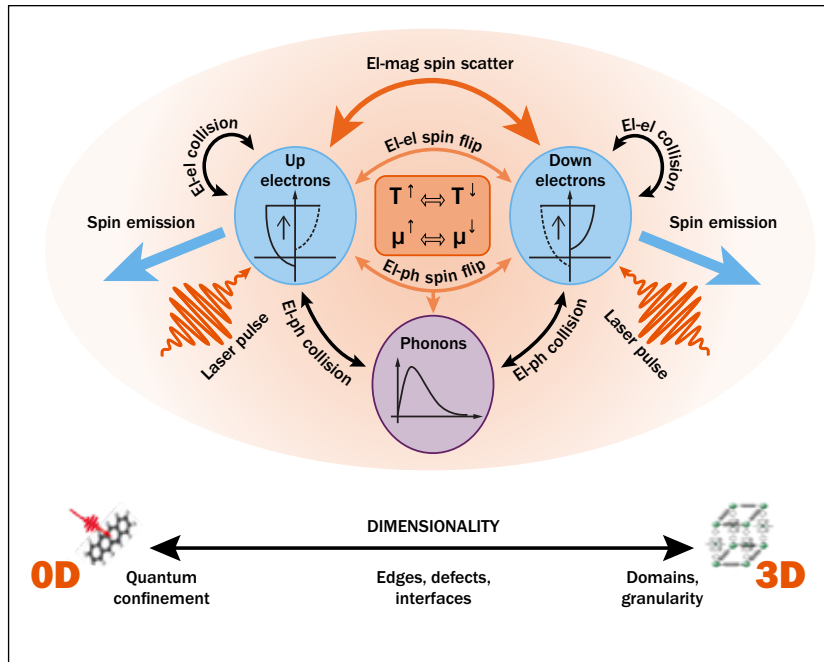 El-mag spin scatter
El-el collision
El-el spin flip
El-el collision
Up
electrons
Down
electrons
T↑ ⇔ T↓
μ↑ ⇔ μ↓
Spin emission
Spin emission
El-ph spin flip
Laser pulse
El-ph collision
Phonons
El-ph collision
Laser pulse
DIMENSIONALITY
0D
Quantum
confinement
Edges, defects,
interfaces
Domains,
granularity
3D